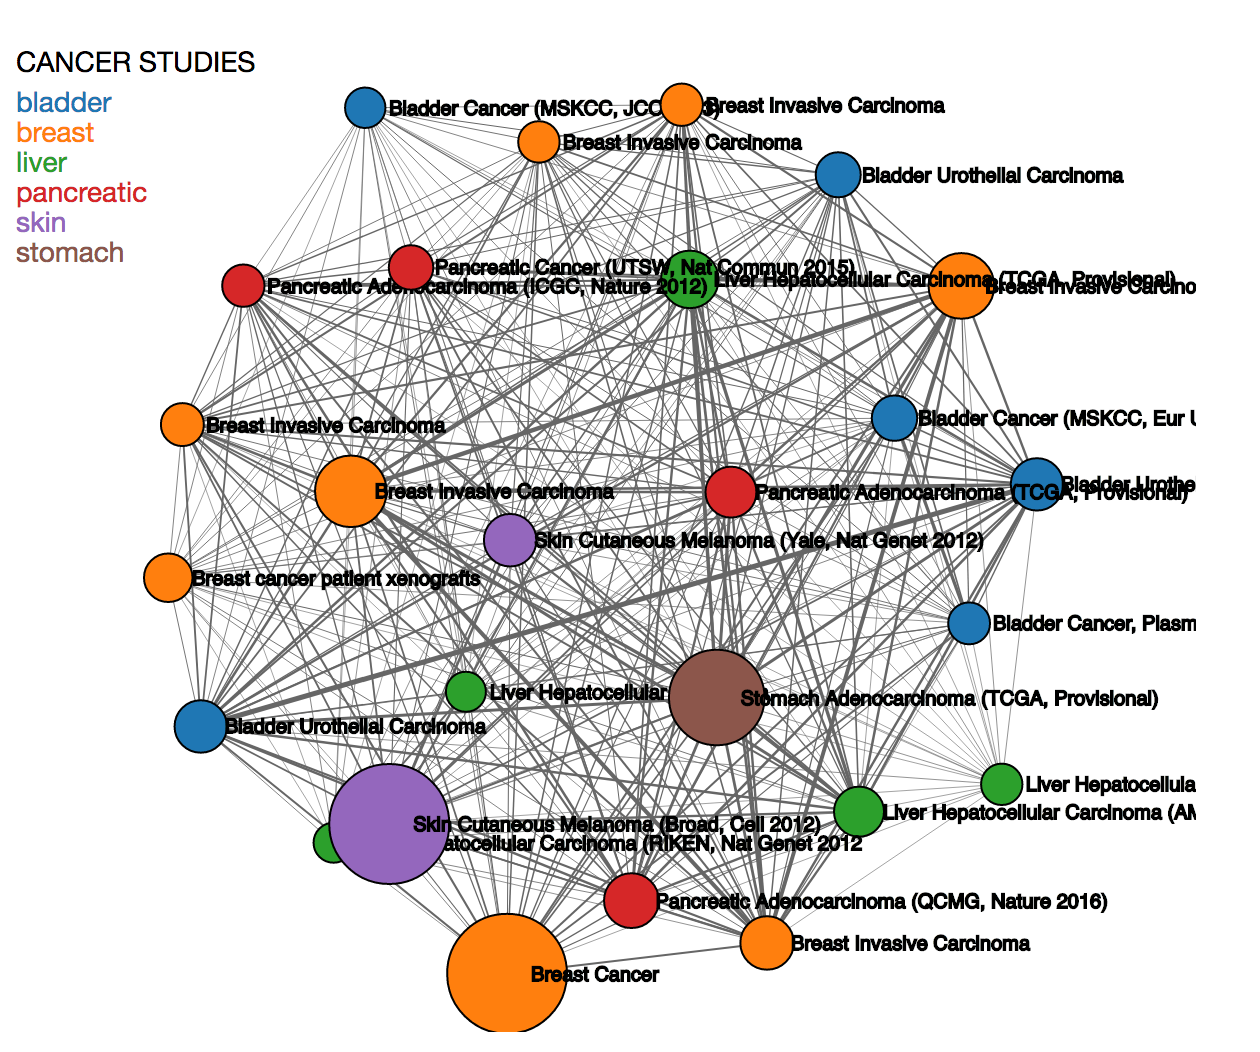 CANCER STUDIES
bladder
breast
liver
pancreatic
skin
stomach
Bladder Cancer (MSKCC, JCO
Breast Invasive Carcinoma
Breast Invasive Carcinoma
Bladder Urothelial Carcinoma
Pancreatic Cancer (UTSW, Nat Commun 2015)
Liver Hepatocellular Carcinoma (TCGA, Provisional)
Pancreatic Adenocarcinoma (ICGC, Nature 2012)
Breast Invasive Carcino
Bladder Cancer (MSKCC, Eur U
Breast Invasive Carcinoma
Bladder Urothe
Breast Invasive Carcinoma
Pancreatic Adenocarcinoma (TCGA, Provisional)
Skin Cutaneous Melanoma (Yale, Nat Genet 2012)
Breast cancer patient xenografts
Bladder Cancer, Plasm
Liver Hepatocellular
Stomach Adenocarcinoma (TCGA, Provisional)
Bladder Urothelial Carcinoma
Liver Hepatocellula
Liver Hepatocellular Carcinoma (AM
Skin Cutaneous Melanoma (Broad, Cell 2012)
atocellular Carcinoma (RIKEN, Nat Genet 2012
Pancreatic Adenocarcinoma (QCMG, Nature 2016)
Breast Invasive Carcinoma
Breast Cancer